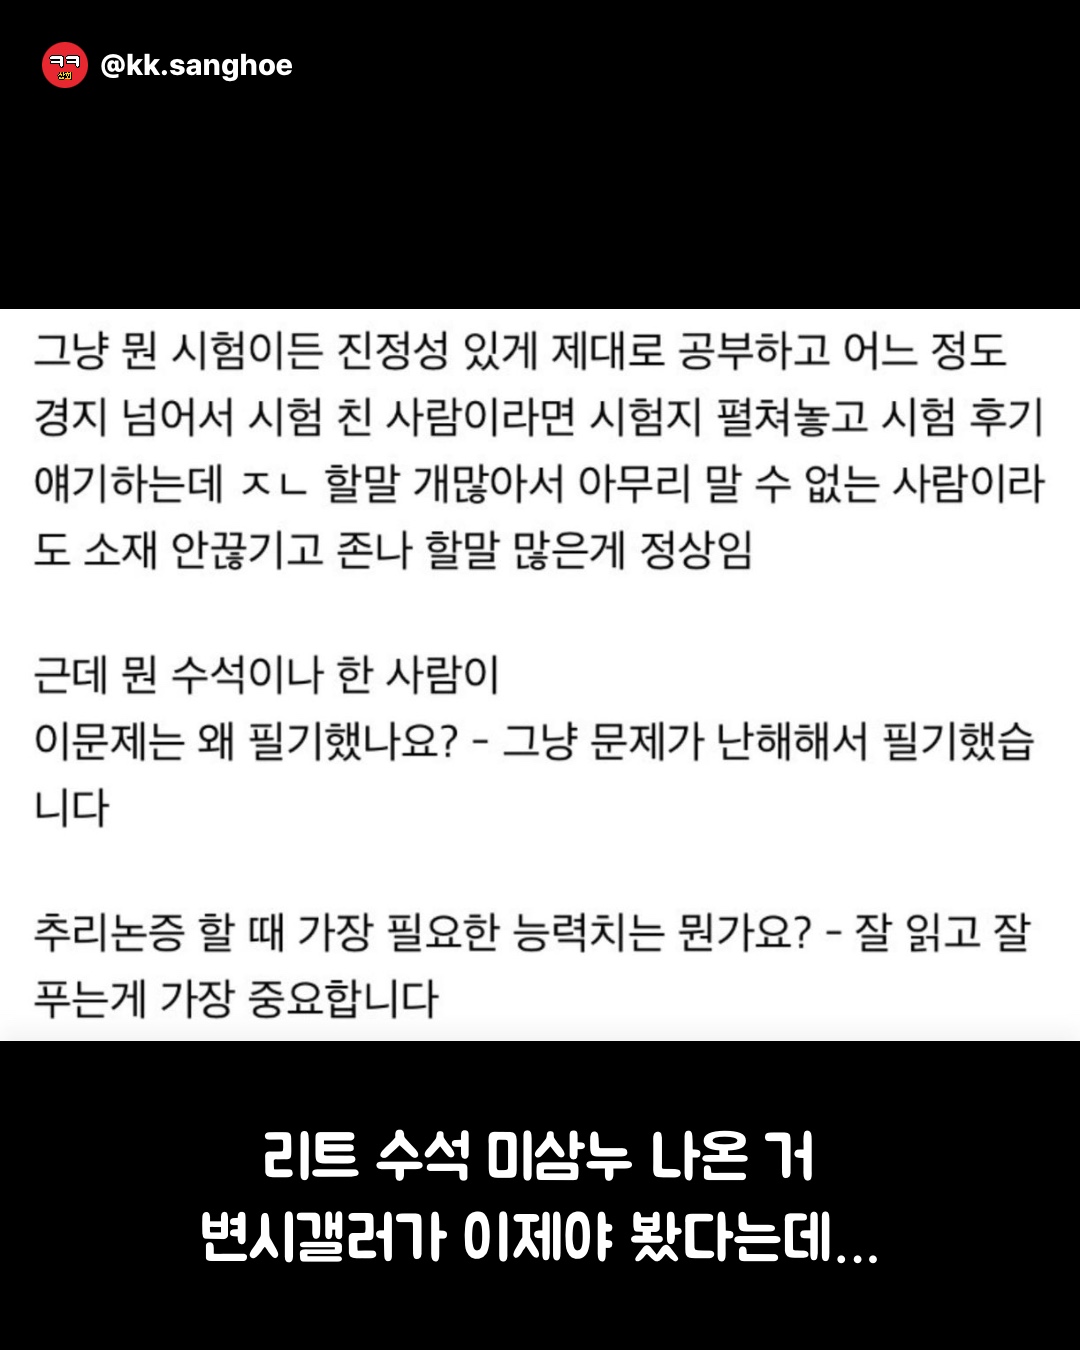 ㅋㅋ
상회
@kk.sanghoe
그냥 뭔 시험이든 진정성 있게 제대로 공부하고 어느 정도
경지 넘어서 시험 친 사람이라면 시험지 펼쳐놓고 시험 후기
얘기하는데 ㅈㄴ 할말 개많아서 아무리 말 수 없는 사람이라
도 소재 안끊기고 존나 할말 많은게 정상임
근데 뭔 수석이나 한 사람이
이문제는 왜 필기했나요? - 그냥 문제가 난해해서 필기했습
니다
추리논증 할 때 가장 필요한 능력치는 뭔가요? - 잘 읽고 잘
푸는게 가장 중요합니다
리트 수석 미삼누 나온 거
변시갤러가 이제야 봤다는데...